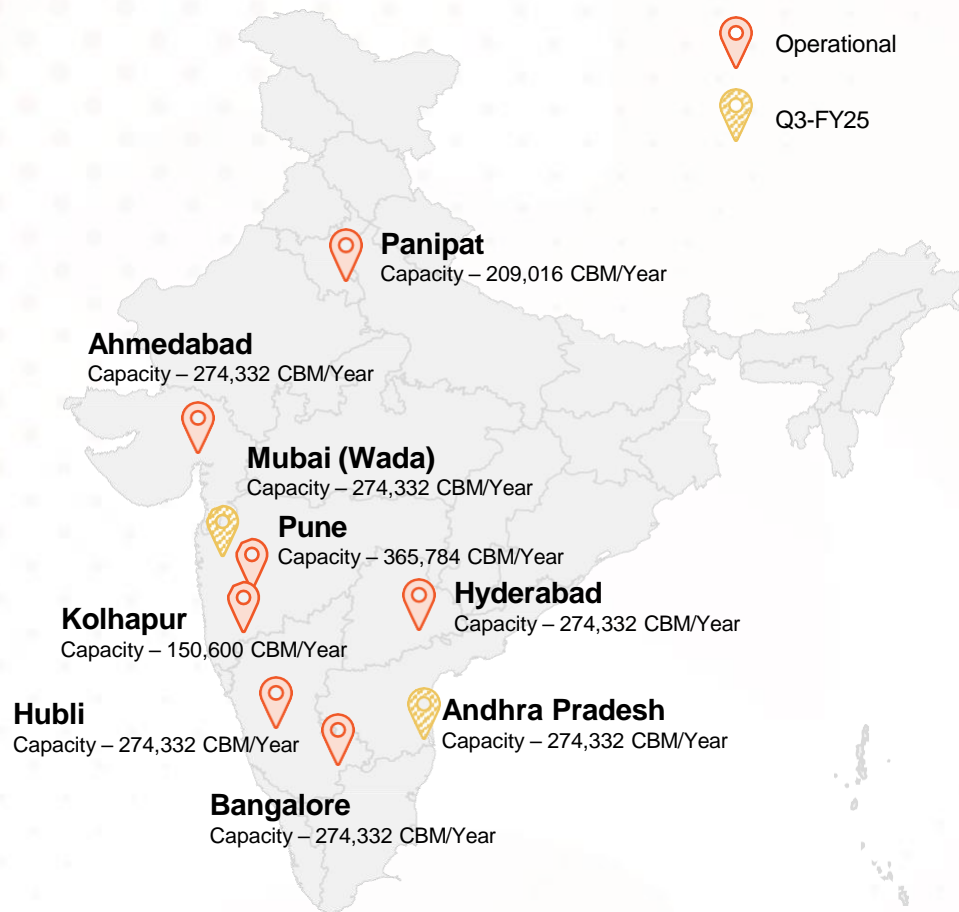 Operational
Q3-FY25
Panipat
Capacity – 209,016 CBM/Year
Ahmedabad
Capacity – 274,332 CBM/Year
Mubai (Wada)
Capacity – 274,332 CBM/Year
Pune
Capacity – 365,784 CBM/Year
Hyderabad
Capacity – 274,332 CBM/Year
Kolhapur
Capacity – 150,600 CBM/Year
Hubli
Capacity – 274,332 CBM/Year
Andhra Pradesh
Capacity – 274,332 CBM/Year
Bangalore
Capacity – 274,332 CBM/Year